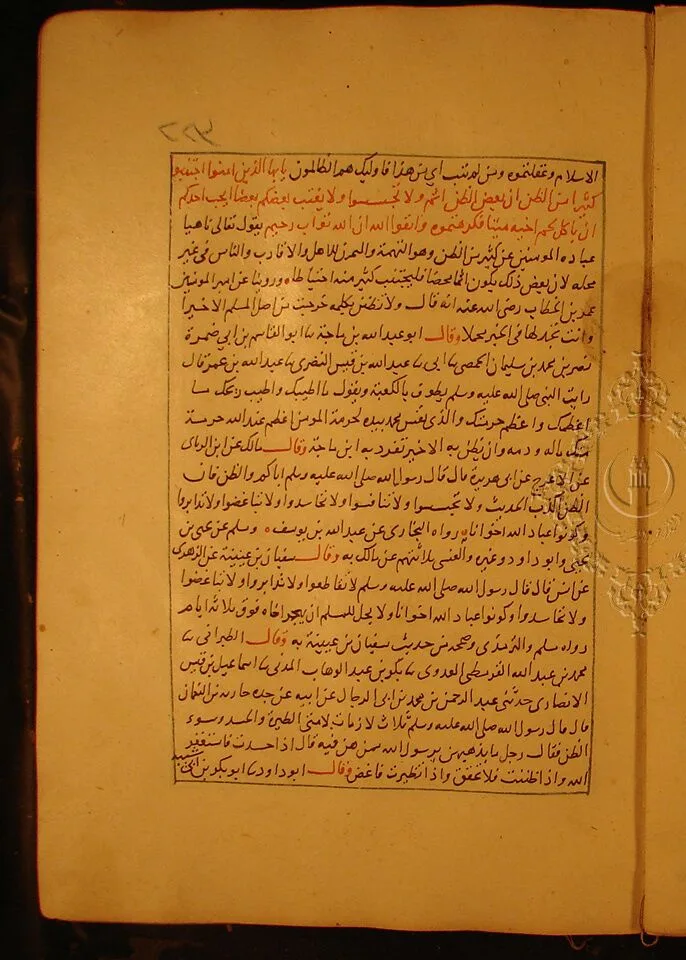 الاسلام وعقلتموه ومن لم يتب اي من هذا فاوليك هم الظالمون يا يها الذين امنوا اجتنبوا
كثيرا من الظن ان بعض الظن اثم ولا تجسسوا ولا يغتب بعضكم بعضا ايحب احدكم
ان ياكل لحم اخيه ميتا فكرهتموه واتقوا الله ان الله تواب رحيم يقول تعالى ناهيا
عباده المومنين عن كثير من الظن وهو التهمة والتخون للاهل والاقارب والناس في غير
محله لان بعض ذلك يكون اثما محضا فليجتنب كثير منه احتياطا وروينا عن امير المومنين
عمر بن الخطاب رضى الله عنه انه قال ولا تظنن بكلمه خرجت من اخيك المسلم الا خيرا
وانت تجد لها في الخير محملا وقال ابو عبد الله بن ماجة ثنا ابو القاسم بن ابي ضمرة
نصر بن محمد بن سليمان الحمصي ثنا ابي ثنا عبد الله بن قيس النضري ثنا عبد الله بن عمر قال
رايت النبي صلى الله عليه وسلم يطوف بالكعبة ويقول ما اطيبك واطيب ريحك ما
اعظمك واعظم حرمتك والذي نفس محمد بيده لحرمة المومن اعظم عند الله حرمة
منك ماله ودمه وان يظن به الا خير تفرد به ابن ماجة وقال مالك عن ابي الزناد
عن الاعرج عن ابي هريرة قال قال رسول الله صلى الله عليه وسلم اياكم والظن فان
الظن اكذب الحديث ولا تجسسوا ولا تنافسوا ولا تحاسدوا ولا تباغضوا ولا تدابروا
وكونوا عباد الله اخوانا رواه البخاري عن عبد الله بن يوسف ومسلم عن يحيى بن
يحيى وابو داود عن القعنبي ثلاثتهم عن مالك به وقال سفيان بن عيينة عن الزهري
عن انس قال قال رسول الله صلى الله عليه وسلم لا تقاطعوا ولا تدابروا ولا تباغضوا
ولا تحاسدوا وكونوا عباد الله اخوانا ولا يحل للمسلم ان يهجر اخاه فوق ثلاثة ايام
رواه مسلم والترمذي وصححه من حديث سفيان بن عيينة به وقال الطبراني ثنا
محمد بن عبد الله القرمطي العدوي ثنا بكر بن عبد الوهاب المدني ثنا اسماعيل بن قيس
الانصاري حدثني عبد الرحمن بن محمد بن ابي الرجال عن ابيه عن جده حارثة بن النعمان
قال قال رسول الله صلى الله عليه وسلم ثلاث لازمات لامتي الطيرة والحسد وسوء
الظن فقال رجل ما يذهبهن يا رسول الله ممن هن فيه قال اذا حسدت فاستغفر
الله واذا ظننت فلا تحقق واذا تطيرت فامض وقال ابو داود ثنا ابو بكر بن ابي شيبة